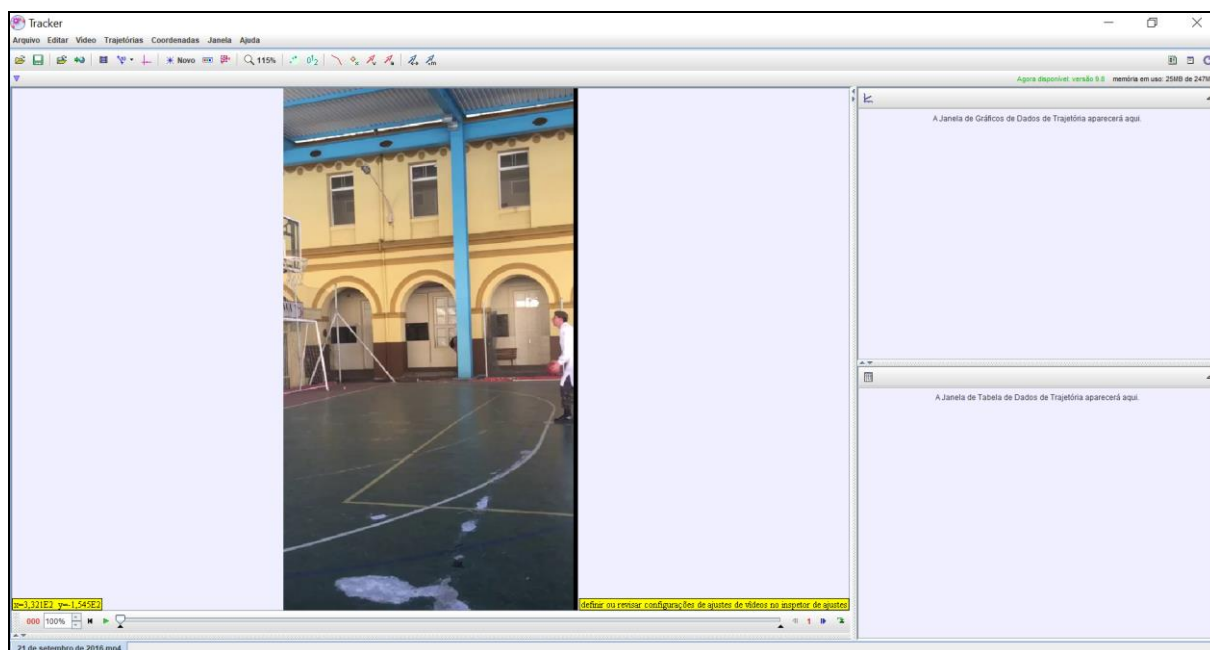 Tracker
Arquivo Editar Vídeo Trajetórias Coordenadas Janela Ajuda
Novo 115%
Agora disponível: versão 9.8 memória em uso: 25MB de 247M
A Janela de Gráficos de Dados de Trajetória aparecerá aqui.
A Janela de Tabela de Dados de Trajetória aparecerá aqui.
x=3,321E2 y=-1,545E2
definir ou revisar configurações de ajustes de vídeos no inspetor de ajustes
000 100% 1
21 de setembro de 2016.mp4